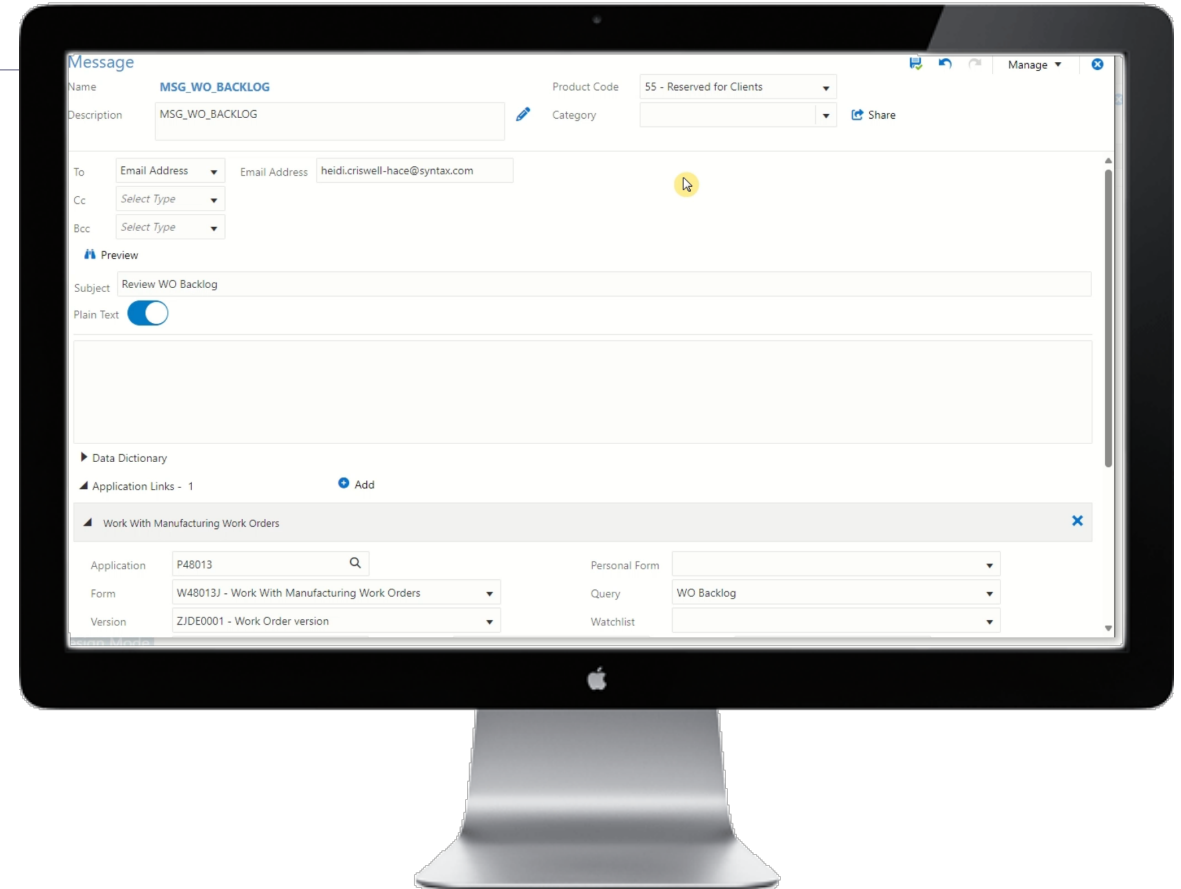 Message
Manage
Name MSG_WO_BACKLOG Product Code 55 - Reserved for Clients
Description MSG_WO_BACKLOG Category Share
To Email Address Email Address heidi.criswell-hace@syntax.com
Cc Select Type
Bcc Select Type
Preview
Subject Review WO Backlog
Plain Text
Data Dictionary
Application Links - 1 Add
Work With Manufacturing Work Orders
Application P48013 Personal Form
Form W48013J - Work With Manufacturing Work Orders Query WO Backlog
Version ZJDE0001 - Work Order version Watchlist